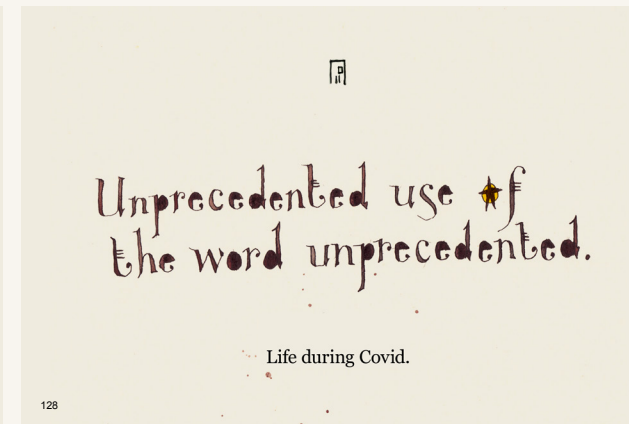 Unprecedented use of
the word unprecedented.
Life during Covid.
128